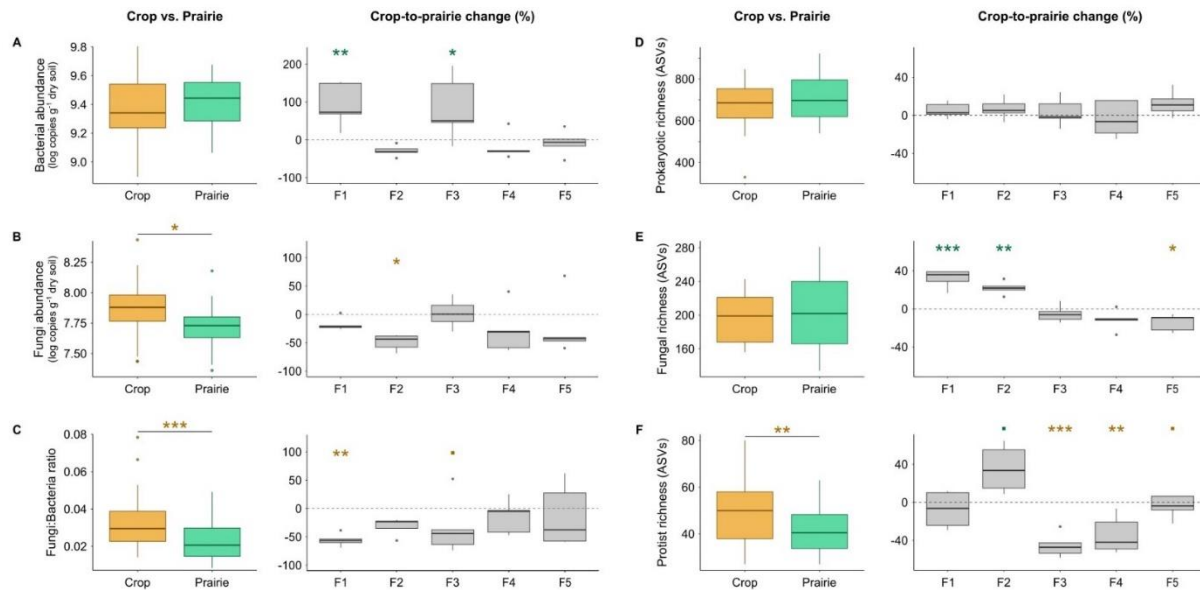 Crop vs. Prairie
Crop-to-prairie change (%)
Crop vs. Prairie
Crop-to-prairie change (%)
A
Bacterial abundance
(log copies g⁻¹ dry soil)
9.8
9.6
9.4
9.2
9.0
Crop
Prairie
** *
100
0
-100
F1 F2 F3 F4 F5
D
Prokaryotic richness (ASVs)
800
600
400
Crop
Prairie
40
0
-40
F1 F2 F3 F4 F5
B
Fungi abundance
(log copies g⁻¹ dry soil)
*
8.25
8.00
7.75
7.50
Crop
Prairie
*
100
50
0
-50
-100
F1 F2 F3 F4 F5
E
Fungal richness (ASVs)
280
240
200
160
Crop
Prairie
*** ** *
40
0
-40
F1 F2 F3 F4 F5
C
Fungi:Bacteria ratio
***
0.08
0.06
0.04
0.02
Crop
Prairie
**
100
50
0
-50
-100
F1 F2 F3 F4 F5
F
Protist richness (ASVs)
**
80
60
40
Crop
Prairie
*** **
40
0
-40
F1 F2 F3 F4 F5